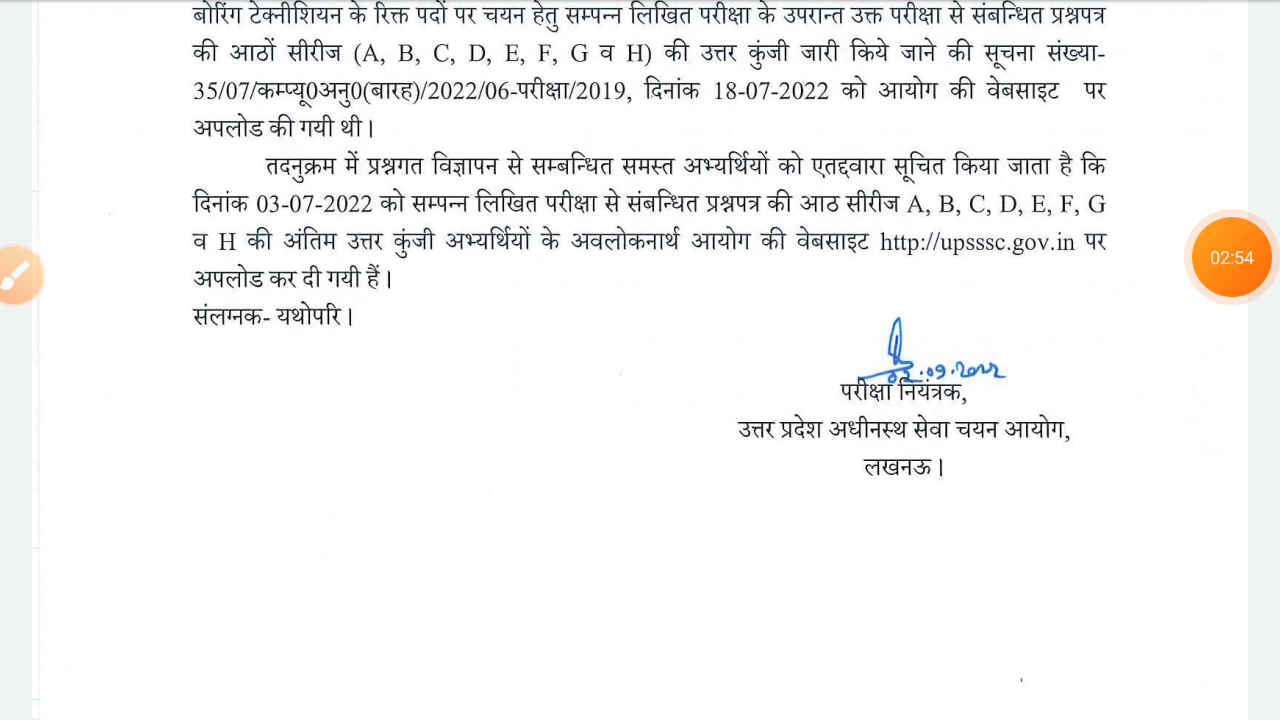 बोरिंग टेक्नीशियन के रिक्त पदों पर चयन हेतु सम्पन्न लिखित परीक्षा के उपरान्त उक्त परीक्षा से संबन्धित प्रश्नपत्र
की आठों सीरीज (A, B, C, D, E, F, G व H) की उत्तर कुंजी जारी किये जाने की सूचना संख्या-
35/07/कम्प्यू0अनु0(बारह)/2022/06-परीक्षा/2019, दिनांक 18-07-2022 को आयोग की वेबसाइट पर
अपलोड की गयी थी।
तदनुक्रम में प्रश्नगत विज्ञापन से सम्बन्धित समस्त अभ्यर्थियों को एतद्दवारा सूचित किया जाता है कि
दिनांक 03-07-2022 को सम्पन्न लिखित परीक्षा से संबन्धित प्रश्नपत्र की आठ सीरीज A, B, C, D, E, F, G
व H की अंतिम उत्तर कुंजी अभ्यर्थियों के अवलोकनार्थ आयोग की वेबसाइट http://upsssc.gov.in पर
अपलोड कर दी गयी हैं।
संलग्नक- यथोपरि।
02.09.2022
परीक्षा नियंत्रक,
उत्तर प्रदेश अधीनस्थ सेवा चयन आयोग,
लखनऊ।
02:54